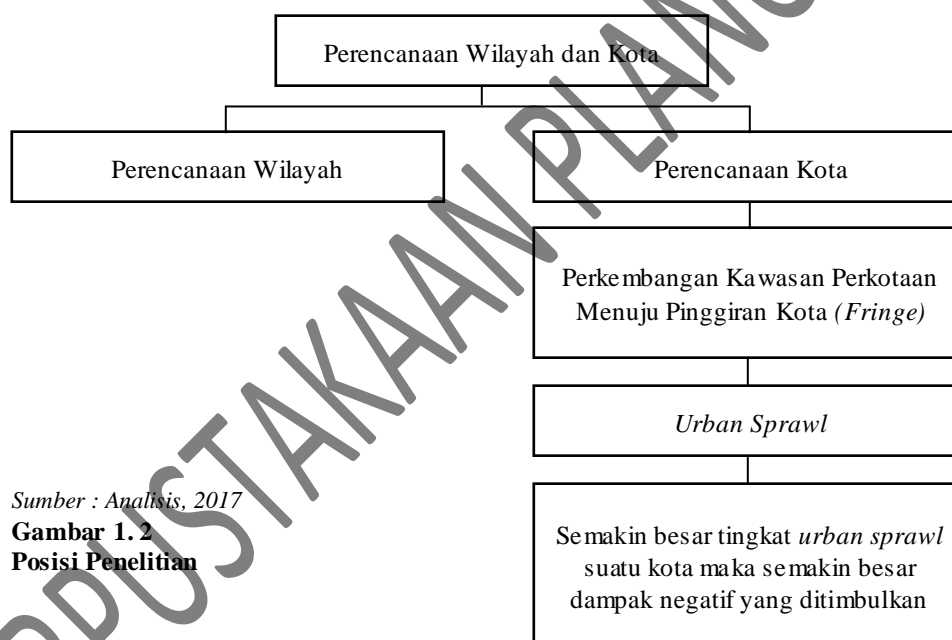 Perencanaan Wilayah dan Kota
Perencanaan Wilayah
Perencanaan Kota
Perkembangan Kawasan Perkotaan
Menuju Pinggiran Kota (Fringe)
Urban Sprawl
Semakin besar tingkat urban sprawl
suatu kota maka semakin besar
dampak negatif yang ditimbulkan
Sumber : Analisis, 2017
Gambar 1. 2
Posisi Penelitian